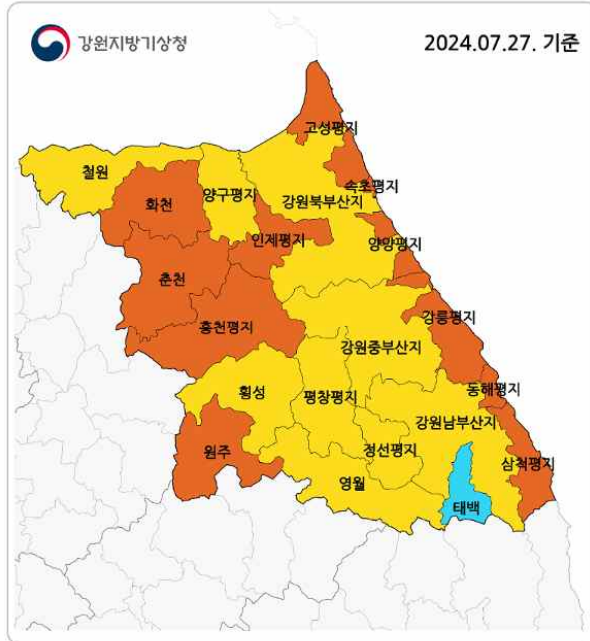 강원지방기상청
2024.07.27. 기준
고성평지
철원
양구평지
속초평지
화천
강원북부산지
인제평지
양양평지
춘천
강릉평지
홍천평지
강원중부산지
동해평지
횡성
평창평지
강원남부산지
원주
정선평지
삼척평지
영월
태백